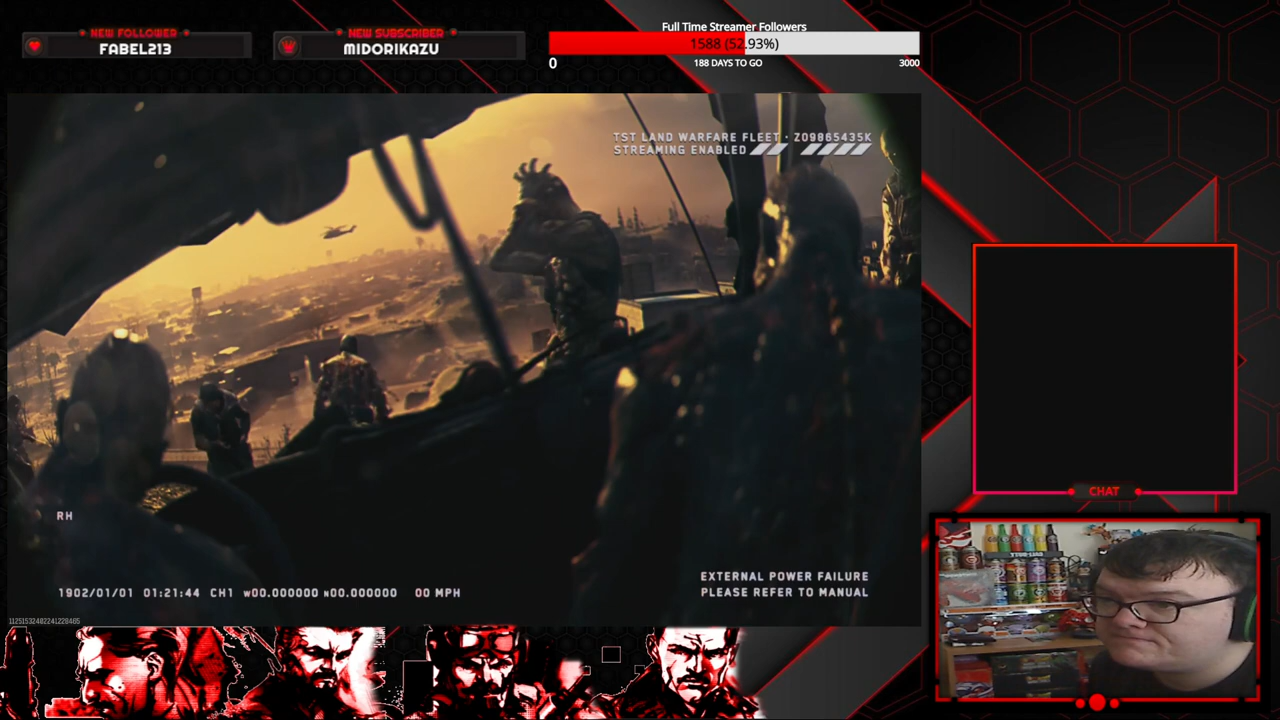 NEW FOLLOWER
FABEL213
NEW SUBSCRIBER
MIDORIKAZU
Full Time Streamer Followers
1588 (52.93%)
0
188 DAYS TO GO
3000
TST LAND WARFARE FLEET · Z09865435K
STREAMING ENABLED
RH
1902/01/01 01:21:44 CH1 W00.000000 N00.000000 00 MPH
EXTERNAL POWER FAILURE
PLEASE REFER TO MANUAL
CHAT